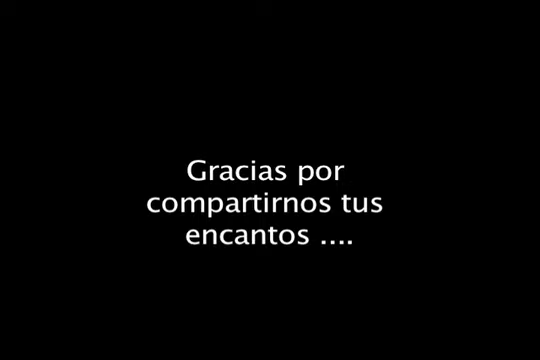 Gracias por
compartirnos tus
encantos ....